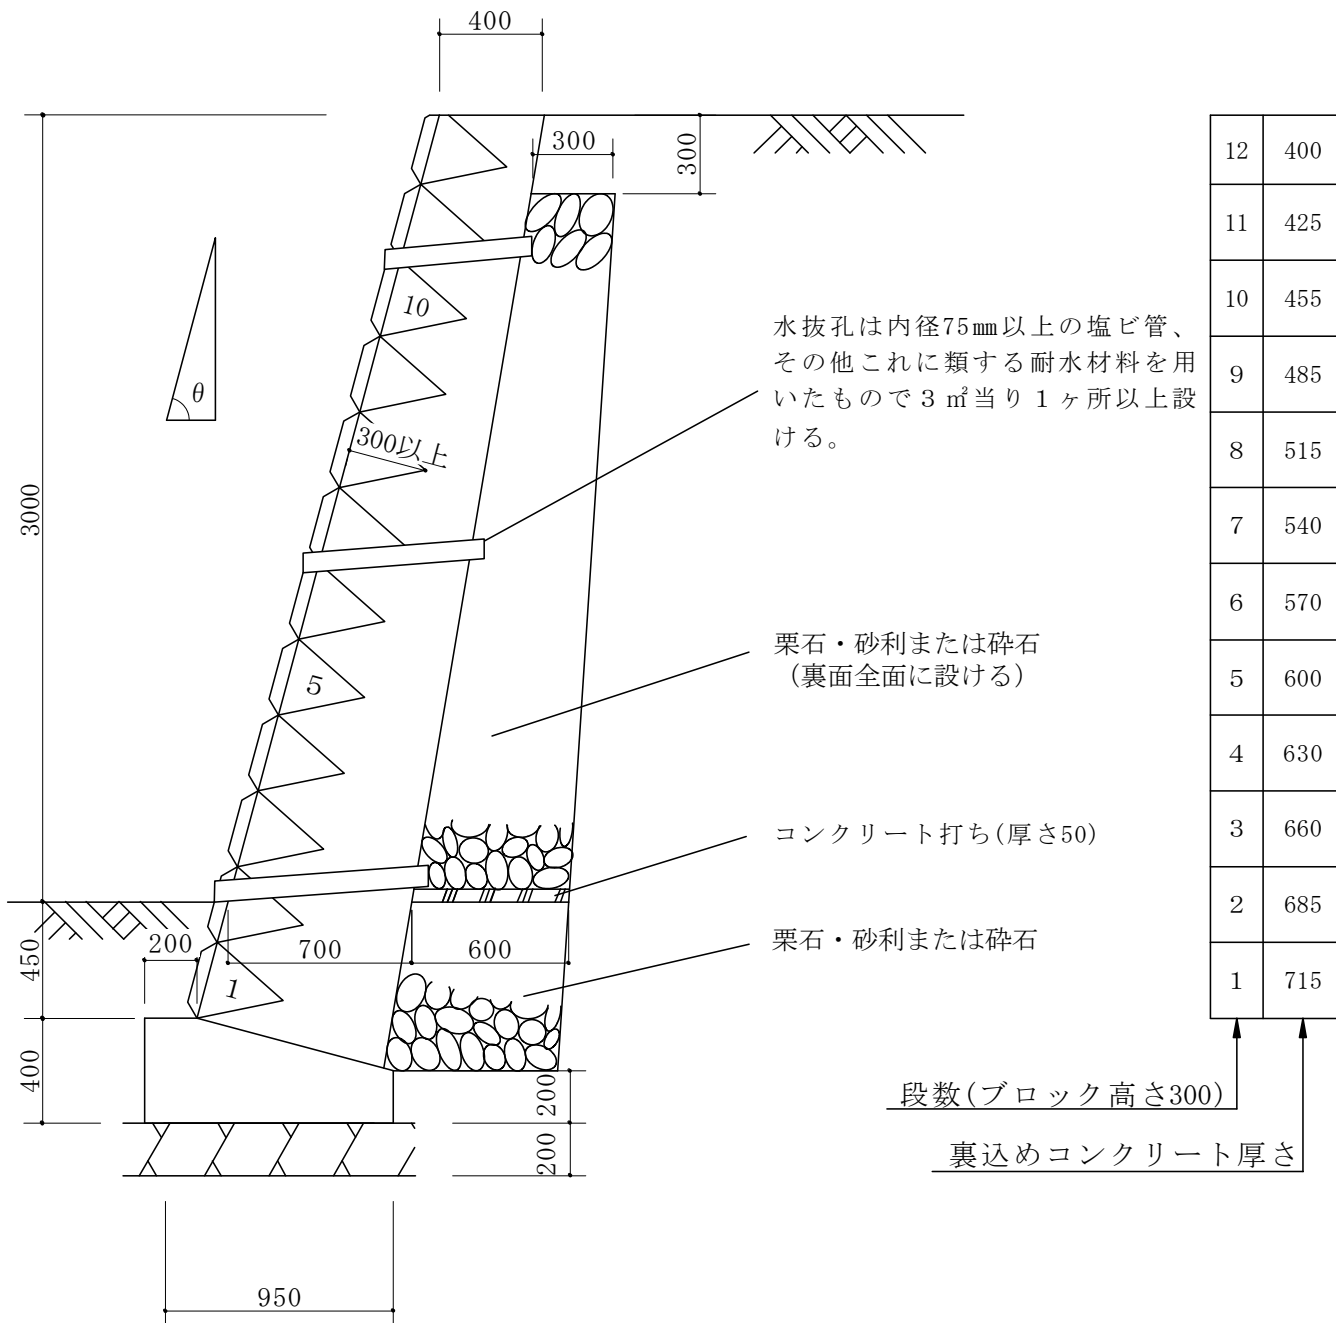 400
300
300
12 400
11 425
10 455
9 485
8 515
7 540
6 570
5 600
4 630
3 660
2 685
1 715
θ
10
300以上
水抜孔は内径75㎜以上の塩ビ管、
その他これに類する耐水材料を用
いたもので３㎡当り１ヶ所以上設
ける。
3000
栗石・砂利または砕石
（裏面全面に設ける）
5
コンクリート打ち(厚さ50)
栗石・砂利または砕石
200
700
600
450
1
400
200
200
段数(ブロック高さ300)
裏込めコンクリート厚さ
950